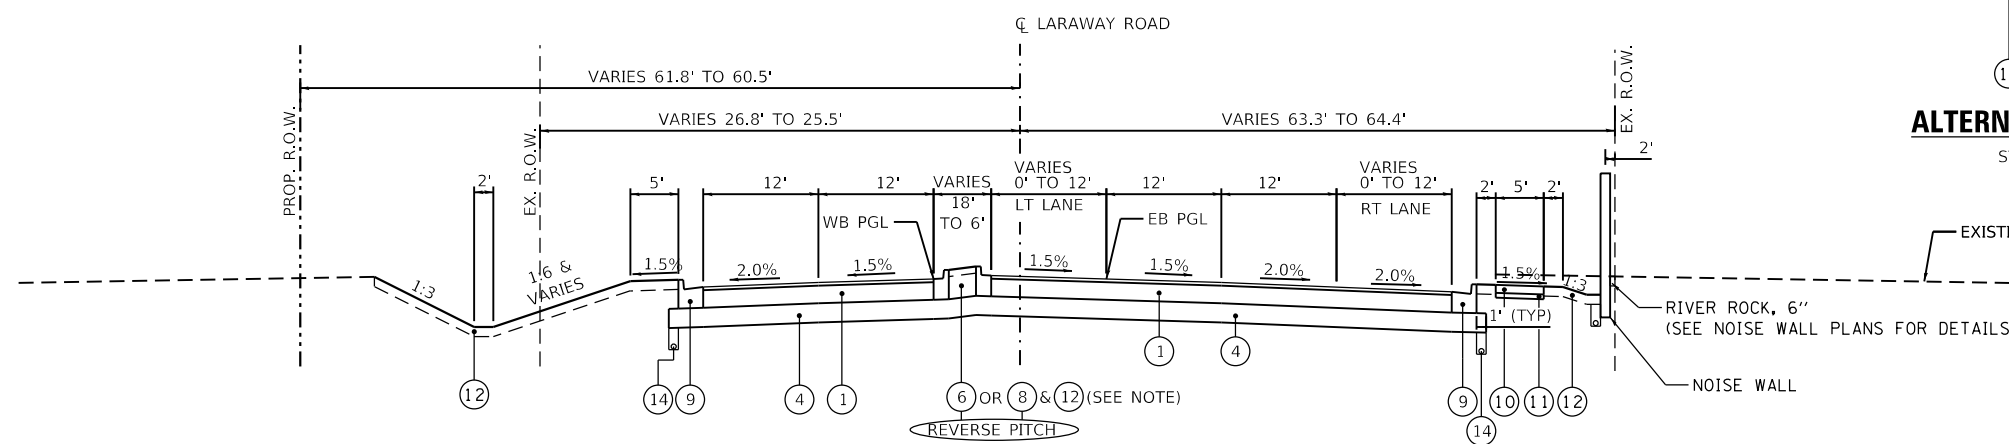 ℄ LARAWAY ROAD
VARIES 61.8' TO 60.5'
VARIES 26.8' TO 25.5'
VARIES 63.3' TO 64.4'
PROP. R.O.W.
EX. R.O.W.
EX. R.O.W.
ALTERN
2'
2'
5'
12'
12'
VARIES
18'
TO 6'
VARIES
0' TO 12'
LT LANE
12'
12'
VARIES
0' TO 12'
RT LANE
2'
5'
2'
WB PGL
EB PGL
EXIST
1:3
1:6 &
VARIES
1.5%
2.0%
1.5%
1.5%
1.5%
2.0%
2.0%
1.5%
1:3
1' (TYP)
RIVER ROCK, 6"
(SEE NOISE WALL PLANS FOR DETAILS
NOISE WALL
12
14
9
4
1
6 OR 8 & 12 (SEE NOTE)
REVERSE PITCH
1
4
9
10
11
12
14